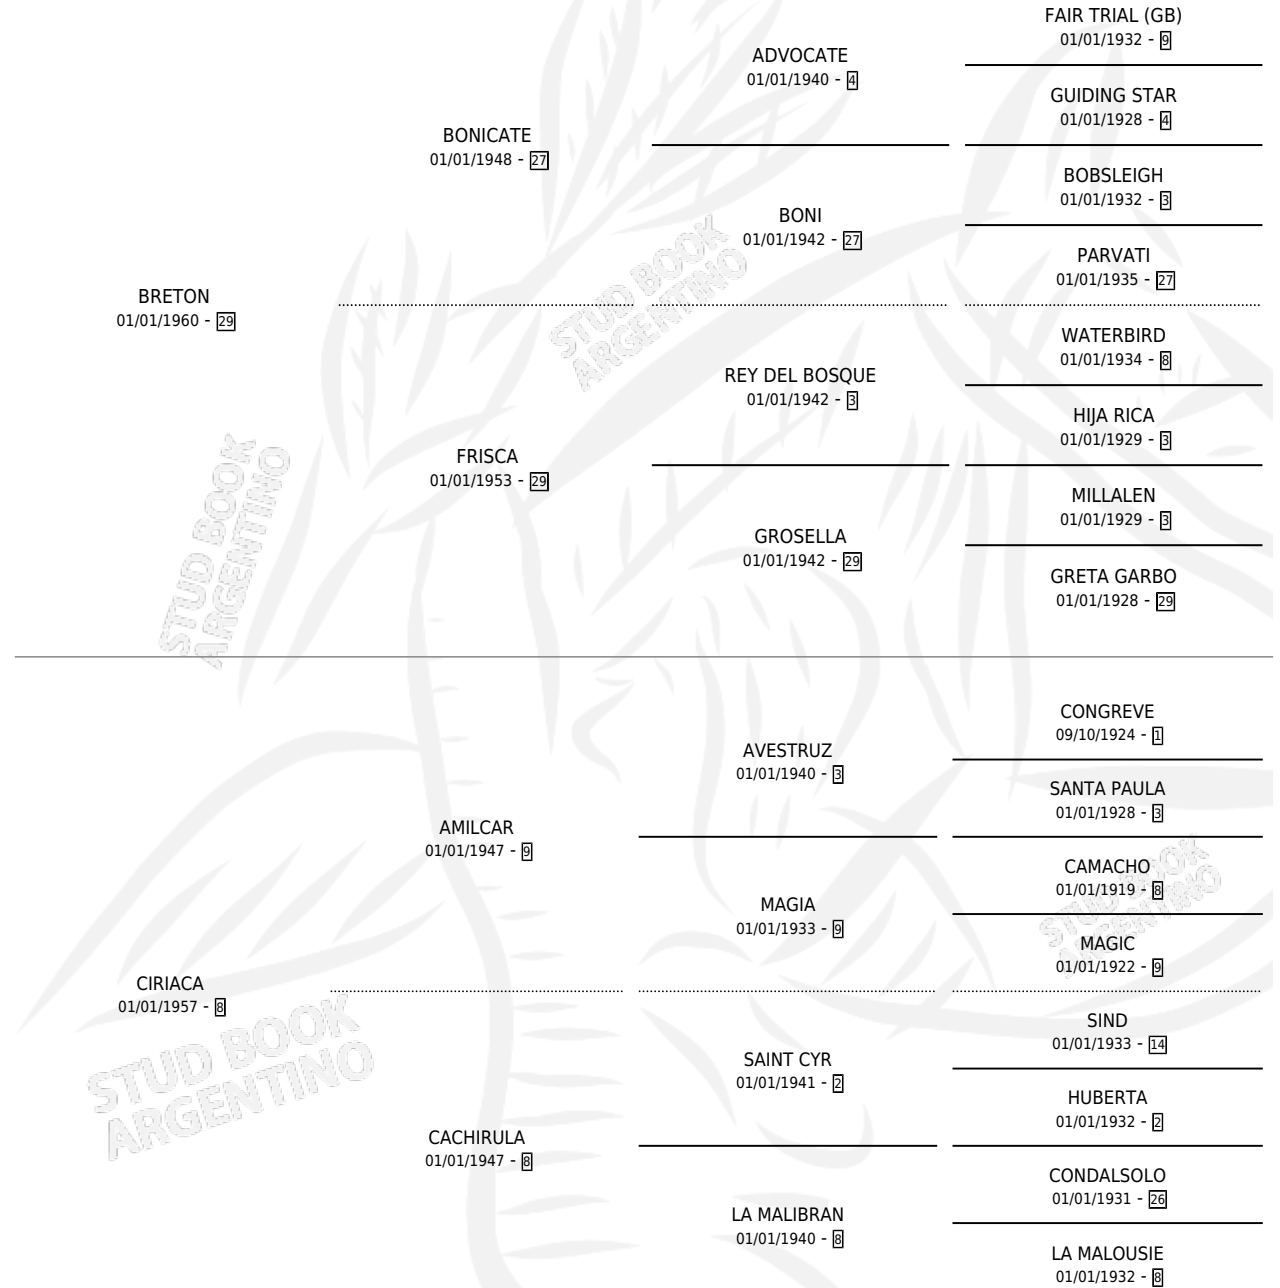 FAIR TRIAL (GB)
01/01/1932 - 9
ADVOCATE
01/01/1940 - 4
GUIDING STAR
01/01/1928 - 4
BONICATE
01/01/1948 - 27
BOBSLEIGH
01/01/1932 - 3
BONI
01/01/1942 - 27
PARVATI
01/01/1935 - 27
BRETON
01/01/1960 - 29
WATERBIRD
01/01/1934 - 8
REY DEL BOSQUE
01/01/1942 - 3
HIJA RICA
01/01/1929 - 3
FRISCA
01/01/1953 - 29
MILLALEN
01/01/1929 - 3
GROSELLA
01/01/1942 - 29
GRETA GARBO
01/01/1928 - 29
STUD BOOK
ARGENTINO
STUD BOOK
ARGENTINO
CONGREVE
09/10/1924 - 1
AVESTRUZ
01/01/1940 - 3
SANTA PAULA
01/01/1928 - 3
AMILCAR
01/01/1947 - 9
CAMACHO
01/01/1919 - 8
MAGIA
01/01/1933 - 9
MAGIC
01/01/1922 - 9
STUD BOOK
ARGENTINO
CIRIACA
01/01/1957 - 8
SIND
01/01/1933 - 14
SAINT CYR
01/01/1941 - 2
HUBERTA
01/01/1932 - 2
CACHIRULA
01/01/1947 - 8
CONDALSOLO
01/01/1931 - 26
LA MALIBRAN
01/01/1940 - 8
LA MALOUSIE
01/01/1932 - 8
STUD BOOK
ARGENTINO